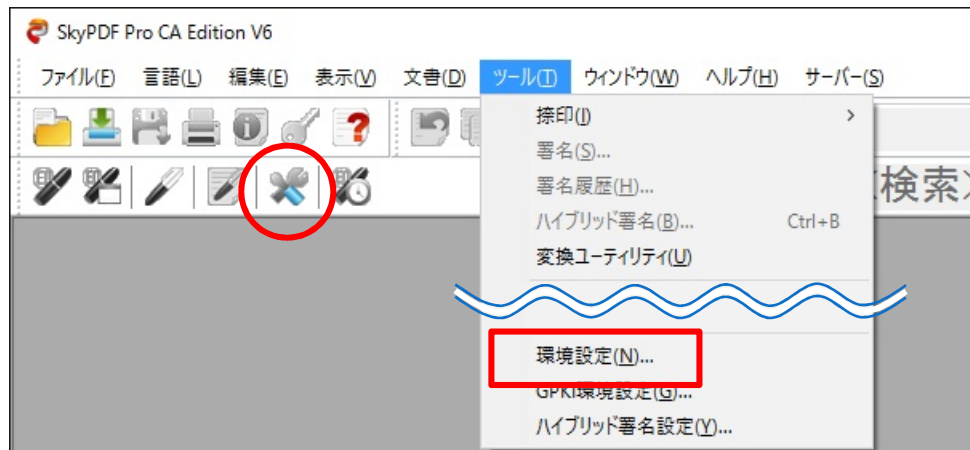 SkyPDF Pro CA Edition V6
ファイル(F) 言語(L) 編集(E) 表示(V) 文書(D) ツール(T) ウィンドウ(W) ヘルプ(H) サーバー(S)
捺印(J)
署名(S)...
署名履歴(H)...
ハイブリッド署名(B)... Ctrl+B
変換ユーティリティ(U)
検索
環境設定(N)...
GPKI環境設定(G)...
ハイブリッド署名設定(Y)...